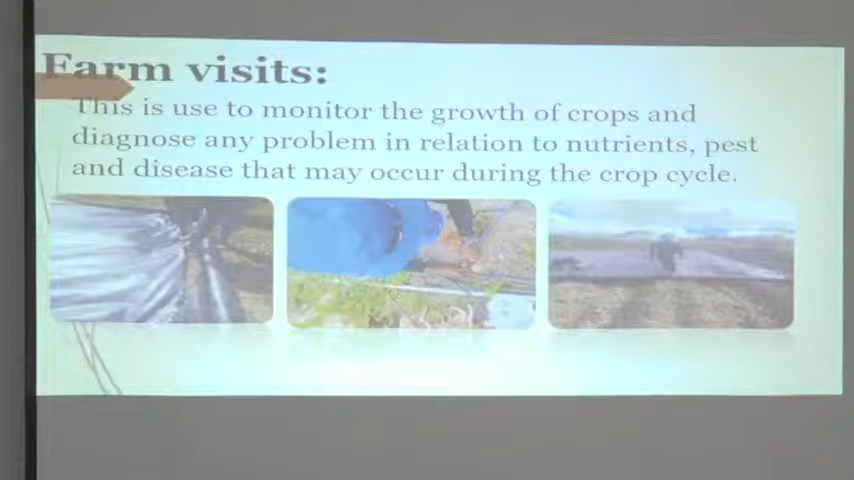 Farm visits:
This is use to monitor the growth of crops and
diagnose any problem in relation to nutrients, pest
and disease that may occur during the crop cycle.